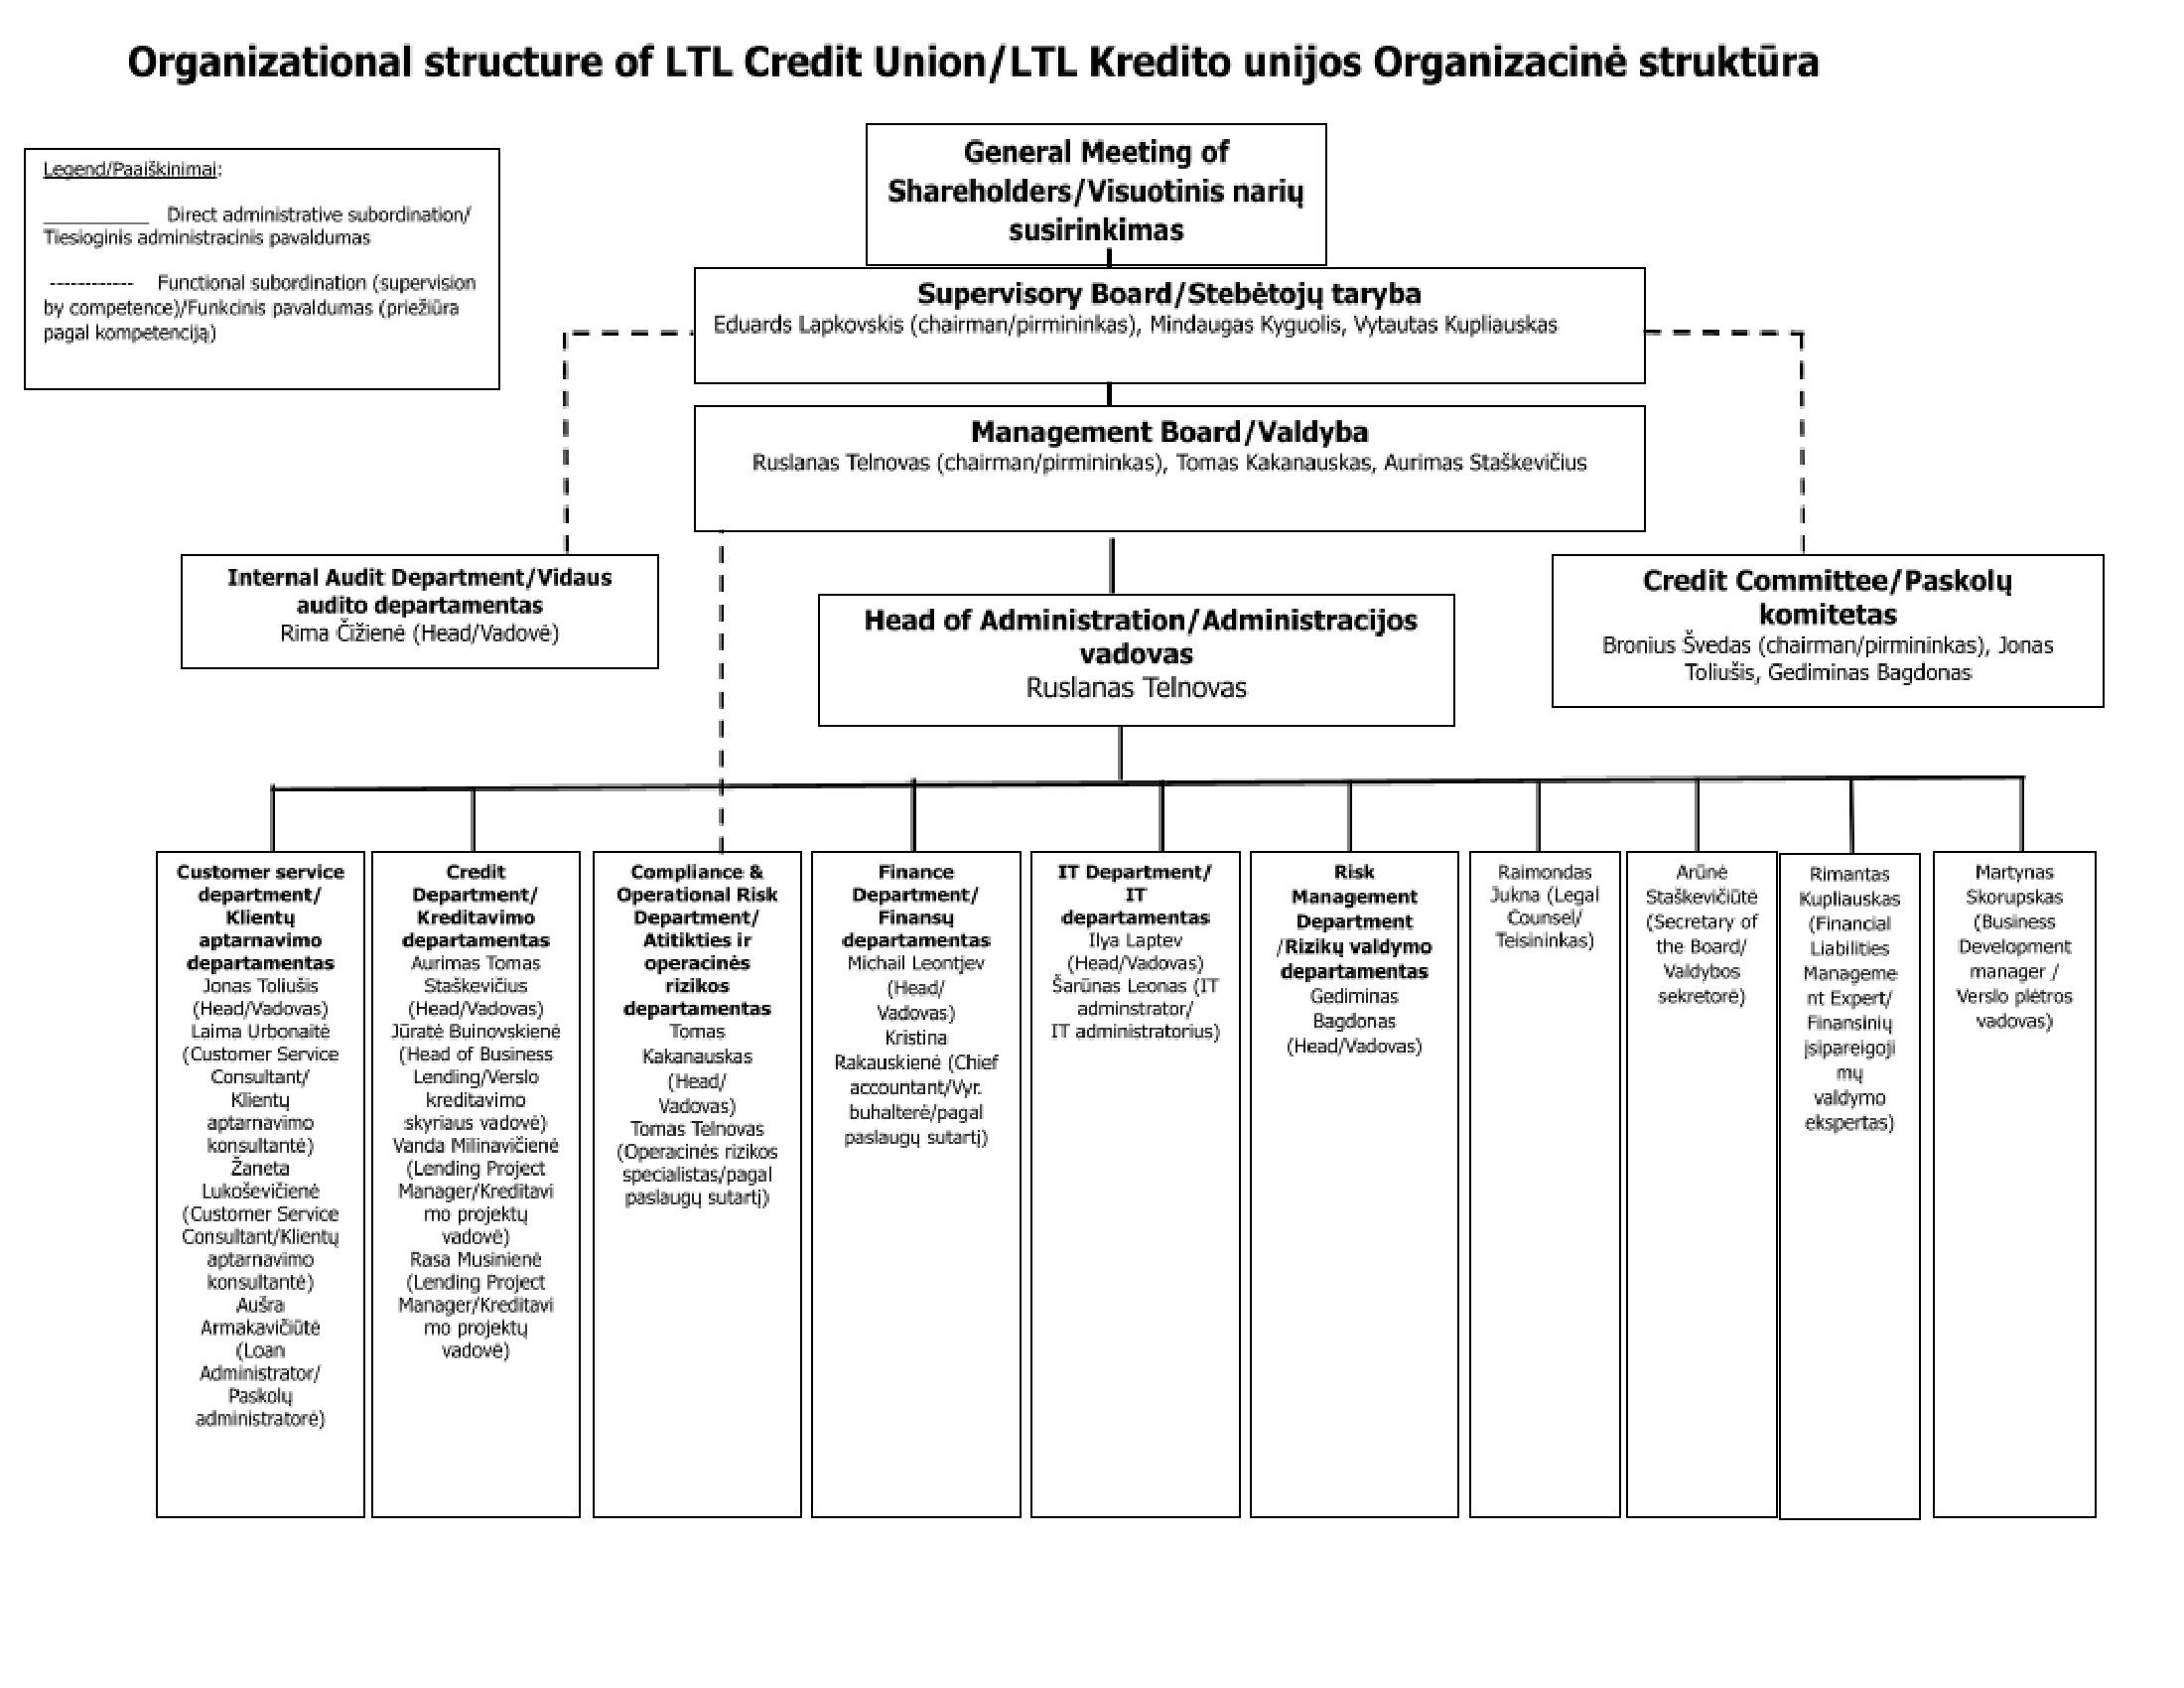 Organizational structure of LTL Credit Union/LTL Kredito unijos Organizacinė struktūra
Legend/Paaiškinimai:
___________ Direct administrative subordination/
Tiesioginis administracinis pavaldumas
------------ Functional subordination (supervision
by competence)/Funkcinis pavaldumas (priežiūra
pagal kompetenciją)
General Meeting of
Shareholders/Visuotinis narių
susirinkimas
Supervisory Board/Stebėtojų taryba
Eduards Lapkovskis (chairman/pirmininkas), Mindaugas Kyguolis, Vytautas Kupliauskas
Management Board/Valdyba
Ruslanas Telnovas (chairman/pirmininkas), Tomas Kakanauskas, Aurimas Staškevičius
Internal Audit Department/Vidaus
audito departamentas
Rima Čižienė (Head/Vadovė)
Head of Administration/Administracijos
vadovas
Ruslanas Telnovas
Credit Committee/Paskolų
komitetas
Bronius Švedas (chairman/pirmininkas), Jonas
Toliušis, Gediminas Bagdonas
Customer service
department/
Klientų
aptarnavimo
departamentas
Jonas Toliušis
(Head/Vadovas)
Laima Urbonaitė
(Customer Service
Consultant/
Klientų
aptarnavimo
konsultantė)
Žaneta
Lukoševičienė
(Customer Service
Consultant/Klientų
aptarnavimo
konsultantė)
Aušra
Armakavičiūtė
(Loan
Administrator/
Paskolų
administratorė)
Credit
Department/
Kreditavimo
departamentas
Aurimas Tomas
Staškevičius
(Head/Vadovas)
Jūratė Buinovskienė
(Head of Business
Lending/Verslo
kreditavimo
skyriaus vadovė)
Vanda Milinavičienė
(Lending Project
Manager/Kreditavi
mo projektų
vadovė)
Rasa Musinienė
(Lending Project
Manager/Kreditavi
mo projektų
vadovė)
Compliance &
Operational Risk
Department/
Atitikties ir
operacinės
rizikos
departamentas
Tomas
Kakanauskas
(Head/
Vadovas)
Tomas Telnovas
(Operacinės rizikos
specialistas/pagal
paslaugų sutartį)
Finance
Department/
Finansų
departamentas
Michail Leontjev
(Head/
Vadovas)
Kristina
Rakauskienė (Chief
accountant/Vyr.
buhalterė/pagal
paslaugų sutartį)
IT Department/
IT
departamentas
Ilya Laptev
(Head/Vadovas)
Šarūnas Leonas (IT
adminstrator/
IT administratorius)
Risk
Management
Department
/Rizikų valdymo
departamentas
Gediminas
Bagdonas
(Head/Vadovas)
Raimondas
Jukna (Legal
Counsel/
Teisininkas)
Arūnė
Staškevičiūtė
(Secretary of
the Board/
Valdybos
sekretorė)
Rimantas
Kupliauskas
(Financial
Liabilities
Manageme
nt Expert/
Finansinių
įsipareigoji
mų
valdymo
ekspertas)
Martynas
Skorupskas
(Business
Development
manager /
Verslo plėtros
vadovas)